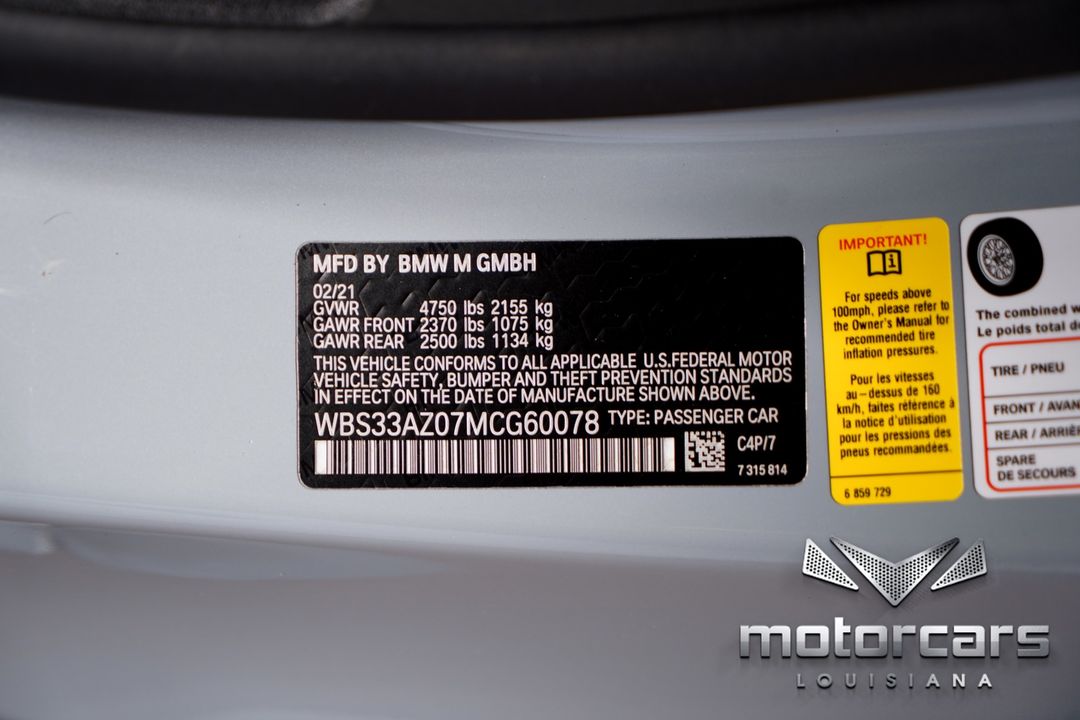 MFD BY BMW M GMBH
02/21
GVWR 4750 lbs 2155 kg
GAWR FRONT 2370 lbs 1075 kg
GAWR REAR 2500 lbs 1134 kg
THIS VEHICLE CONFORMS TO ALL APPLICABLE U.S.FEDERAL MOTOR
VEHICLE SAFETY, BUMPER AND THEFT PREVENTION STANDARDS
IN EFFECT ON THE DATE OF MANUFACTURE SHOWN ABOVE.
WBS33AZ07MCG60078 TYPE: PASSENGER CAR
C4P/7
7 315 814
IMPORTANT!
For speeds above
100mph, please refer to
the Owner's Manual for
recommended tire
inflation pressures.
Pour les vitesses
au–dessus de 160
km/h, faites référence à
la notice d'utilisation
pour les pressions des
pneus recommandées.
6 859 729
The combined w
Le poids total de
TIRE / PNEU
FRONT / AVAN
REAR / ARRIÈR
SPARE
DE SECOURS
motorcars
LOUISIANA